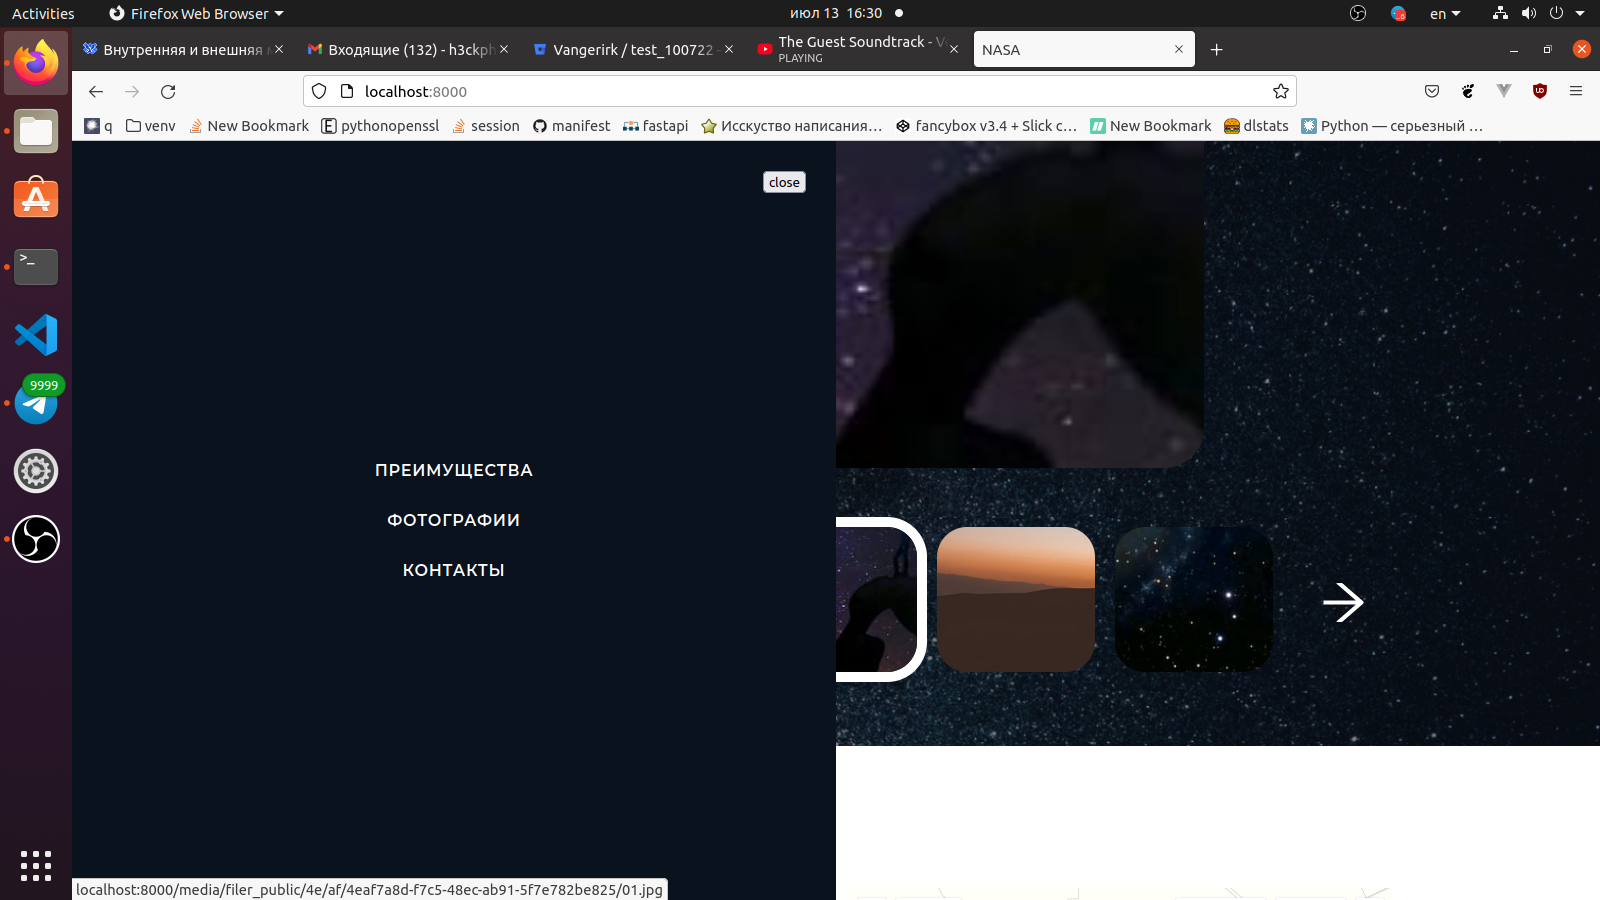 Activities
Firefox Web Browser
июл 13 16:30
en
Внутренняя и внешняя
Входящие (132) - h3ckph
Vangerirk / test_100722
The Guest Soundtrack - Ve
PLAYING
NASA
localhost:8000
q
venv
New Bookmark
pythonopenssl
session
manifest
fastapi
Исскуство написания…
fancybox v3.4 + Slick c…
New Bookmark
dlstats
Python — серьезный …
close
9999
ПРЕИМУЩЕСТВА
ФОТОГРАФИИ
КОНТАКТЫ
localhost:8000/media/filer_public/4e/af/4eaf7a8d-f7c5-48ec-ab91-5f7e782be825/01.jpg